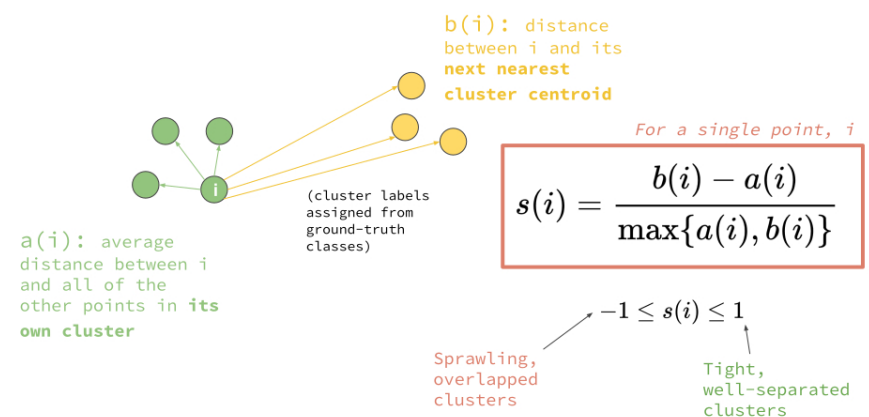 b(i): distance
between i and its
next nearest
cluster centroid
For a single point, i
i
(cluster labels
assigned from
ground-truth
classes)
s(i) = \frac{b(i) - a(i)}{\max\{a(i), b(i)\}}
a(i): average
distance between i
and all of the
other points in its
own cluster
-1 ≤ s(i) ≤ 1
Sprawling,
overlapped
clusters
Tight,
well-separated
clusters